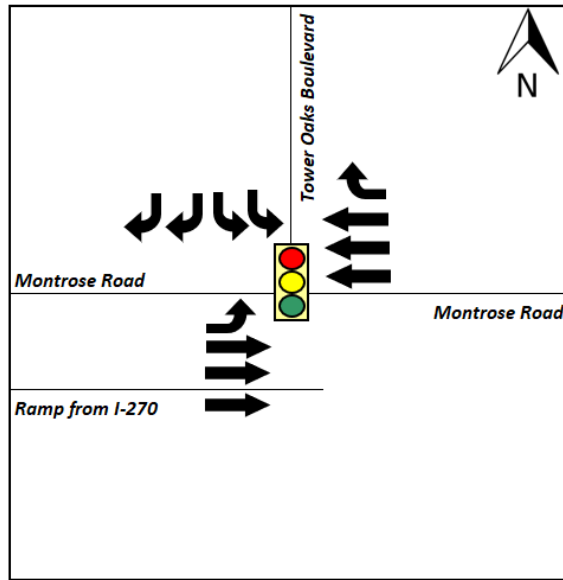 Tower Oaks Boulevard
N
Montrose Road
Montrose Road
Ramp from I-270